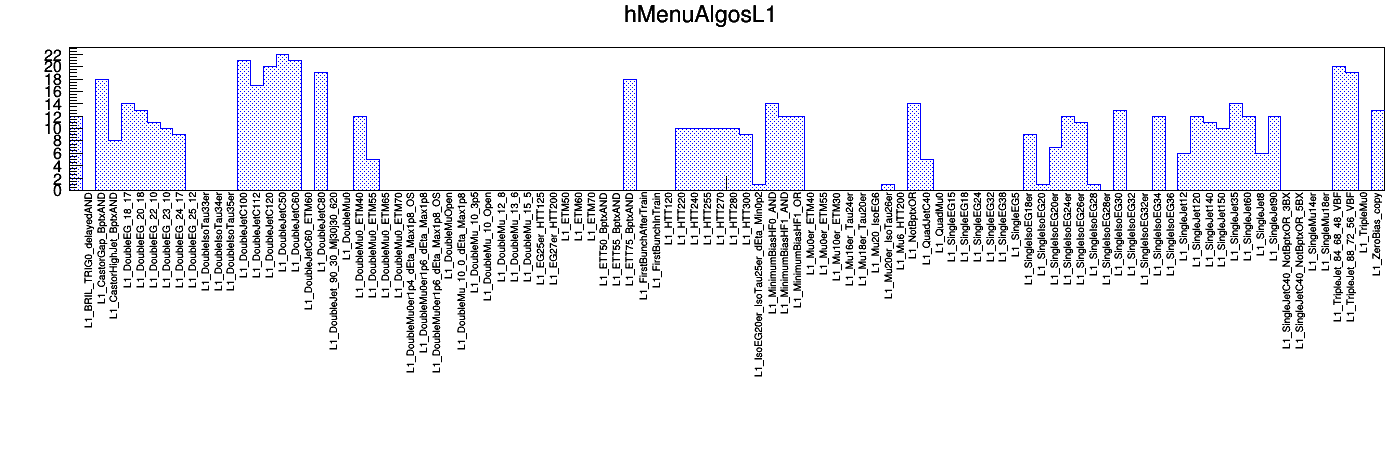 hMenuAlgosL1
22
20
18
16
14
12
10
8
6
4
2
0
L1_BRIL_TRIG0_delayedAND
L1_CastorGap_BptxAND
L1_CastorHighJet_BptxAND
L1_DoubleEG_18_17
L1_DoubleEG_20_18
L1_DoubleEG_22_10
L1_DoubleEG_23_10
L1_DoubleEG_24_17
L1_DoubleEG_25_12
L1_DoubleIsoTau33er
L1_DoubleIsoTau34er
L1_DoubleIsoTau35er
L1_DoubleJetC100
L1_DoubleJetC112
L1_DoubleJetC120
L1_DoubleJetC50
L1_DoubleJetC60
L1_DoubleJetC60_ETM60
L1_DoubleJetC80
L1_DoubleJet_90_30_Mj30j30_620
L1_DoubleMu0
L1_DoubleMu0_ETM40
L1_DoubleMu0_ETM55
L1_DoubleMu0_ETM65
L1_DoubleMu0_ETM70
L1_DoubleMu0er1p4_dEta_Max1p8_OS
L1_DoubleMu0er1p6_dEta_Max1p8
L1_DoubleMu0er1p6_dEta_Max1p8_OS
L1_DoubleMuOpen
L1_DoubleMu_10_0_dEta_Max1p8
L1_DoubleMu_10_3p5
L1_DoubleMu_10_Open
L1_DoubleMu_12_8
L1_DoubleMu_13_6
L1_DoubleMu_15_5
L1_EG25er_HTT125
L1_EG27er_HTT200
L1_ETM50
L1_ETM60
L1_ETM70
L1_ETT50_BptxAND
L1_ETT55_BptxAND
L1_ETT75_BptxAND
L1_FirstBunchAfterTrain
L1_FirstBunchInTrain
L1_HTT120
L1_HTT220
L1_HTT255
L1_HTT270
L1_HTT280
L1_HTT300
L1_IsoEG20er_IsoTau25er_dEta_Min0p2
L1_MinimumBiasHF0_AND
L1_MinimumBiasHF1_AND
L1_MinimumBiasHF1_OR
L1_Mu0er_ETM40
L1_Mu0er_ETM55
L1_Mu10er_ETM30
L1_Mu16er_Tau24er
L1_Mu18er_Tau20er
L1_Mu20_IsoEG6
L1_Mu20er_IsoTau26er
L1_Mu6_HTT200
L1_NotBptxOR
L1_QuadJetC40
L1_QuadMu0
L1_SingleEG15
L1_SingleEG18
L1_SingleEG24
L1_SingleEG32
L1_SingleEG38
L1_SingleEG5
L1_SingleIsoEG18er
L1_SingleIsoEG20
L1_SingleIsoEG20er
L1_SingleIsoEG24er
L1_SingleIsoEG26er
L1_SingleIsoEG28
L1_SingleIsoEG28er
L1_SingleIsoEG30
L1_SingleIsoEG32
L1_SingleIsoEG32er
L1_SingleIsoEG34
L1_SingleIsoEG36
L1_SingleJet12
L1_SingleJet120
L1_SingleJet140
L1_SingleJet150
L1_SingleJet35
L1_SingleJet60
L1_SingleJet8
L1_SingleJet90
L1_SingleJetC40_NotBptxOR_3BX
L1_SingleJetC40_NotBptxOR_5BX
L1_SingleMu14er
L1_SingleMu18er
L1_TripleJet_84_68_48_VBF
L1_TripleJet_88_72_56_VBF
L1_TripleMu0
L1_ZeroBias_copy